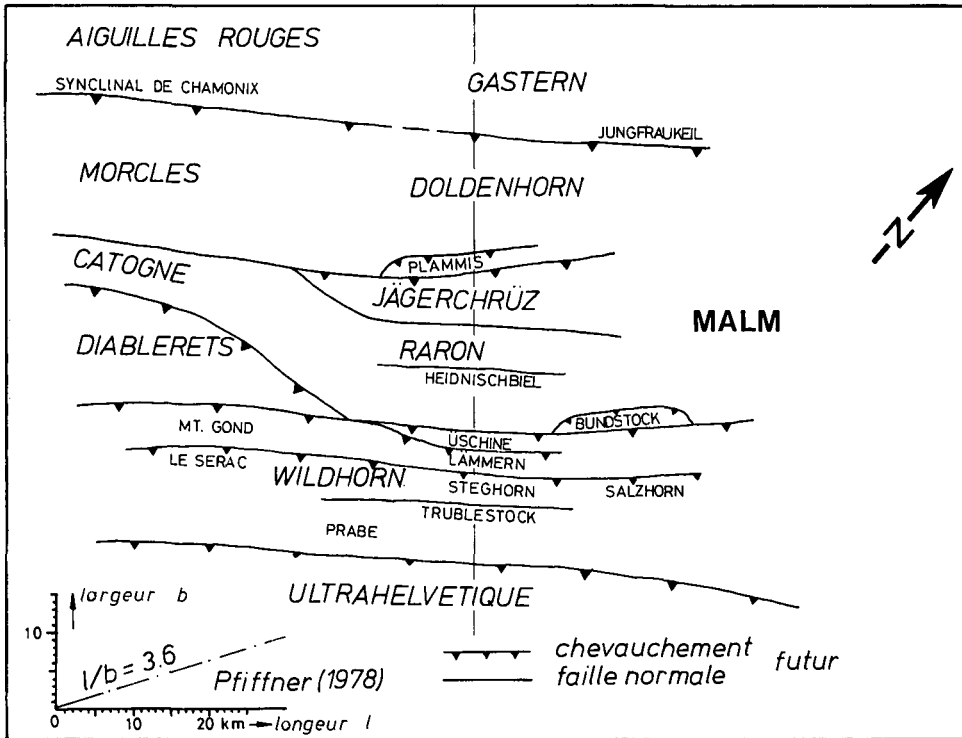 AIGUILLES ROUGES
SYNCLINAL DE CHAMONIX
GASTERN
JUNGFRAUKEIL
MORCLES
DOLDENHORN
N
CATOGNE
PLAMMIS
JÄGERCHRÜZ
MALM
DIABLERETS
RARON
HEIDNISCHBIEL
MT. GOND
BUNDSTOCK
ÜSCHINE
LE SERAC
LÄMMERN
WILDHORN
STEGHORN
SALZHORN
TRUBLESTOCK
PRABE
ULTRAHELVETIQUE
largeur b
10
l/b = 3.6
Pfiffner (1978)
chevauchement
faille normale
futur
0 10 20 km longeur l